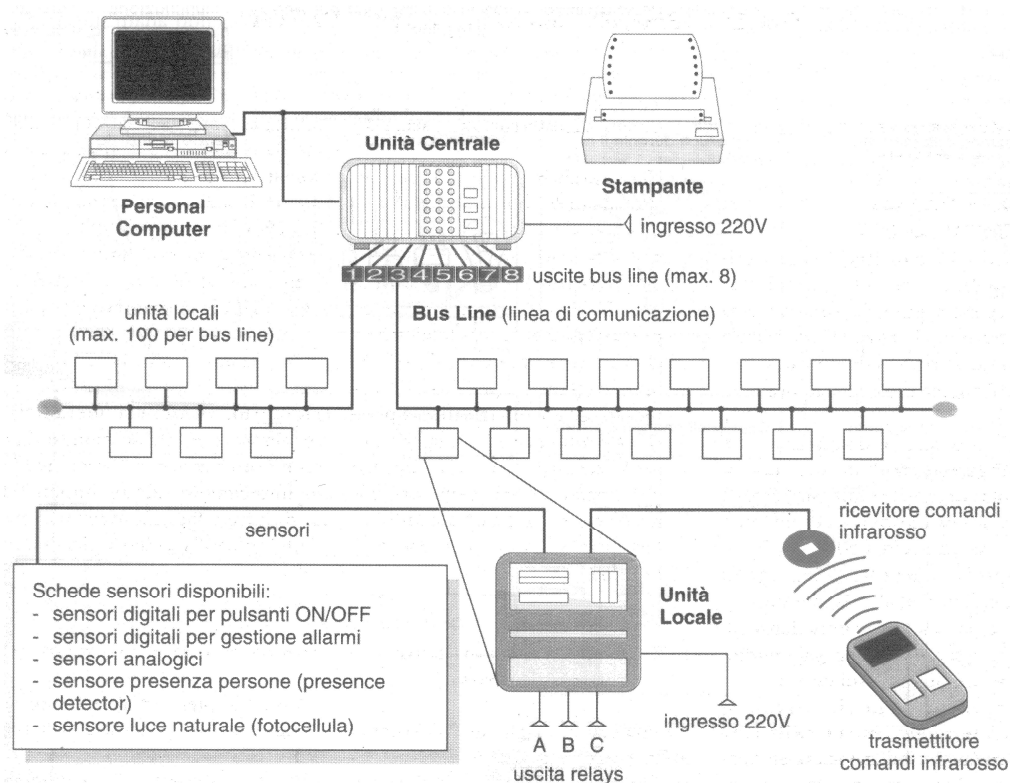 Unità Centrale
Personal
Computer
Stampante
ingresso 220V
1 2 3 4 5 6 7 8 uscite bus line (max. 8)
unità locali
(max. 100 per bus line)
Bus Line (linea di comunicazione)
sensori
ricevitore comandi
infrarosso
Schede sensori disponibili:
- sensori digitali per pulsanti ON/OFF
- sensori digitali per gestione allarmi
- sensori analogici
- sensore presenza persone (presence
detector)
- sensore luce naturale (fotocellula)
Unità
Locale
ingresso 220V
A B C
uscita relays
trasmettitore
comandi infrarosso